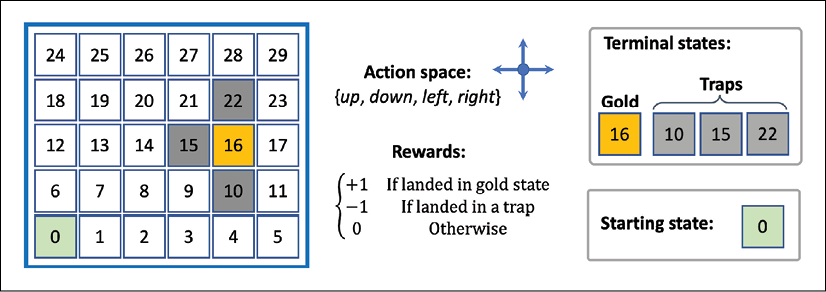 24 25 26 27 28 29
18 19 20 21 22 23
12 13 14 15 16 17
6 7 8 9 10 11
0 1 2 3 4 5
Action space:
{up, down, left, right}
Rewards:
+1 If landed in gold state
−1 If landed in a trap
0 Otherwise
Terminal states:
Gold Traps
16 10 15 22
Starting state: 0